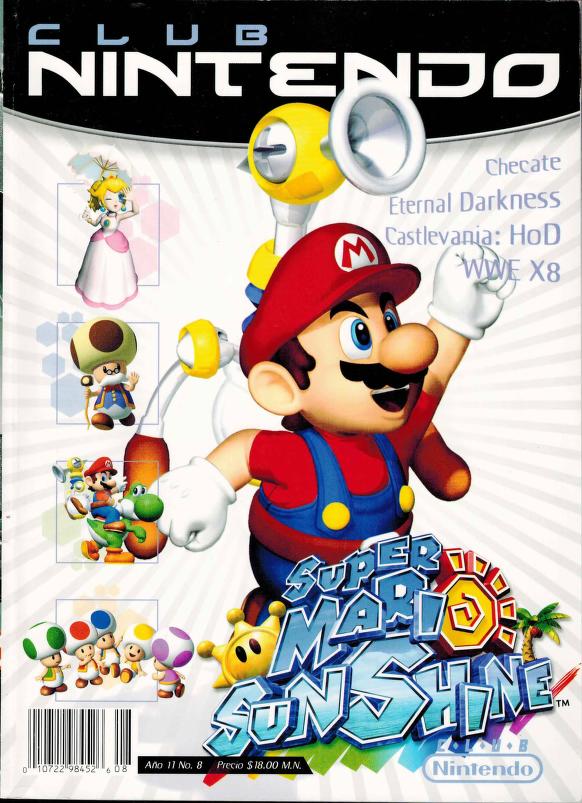 CLUB
NINTENDO
Checate
Eternal Darkness
Castlevania: HoD
WWE X8
M
SUPER
MARIO
SUNSHINE™
0 10722 98452 6 08
Año 11 No. 8 Precio $18.00 M.N.
CLUB
Nintendo